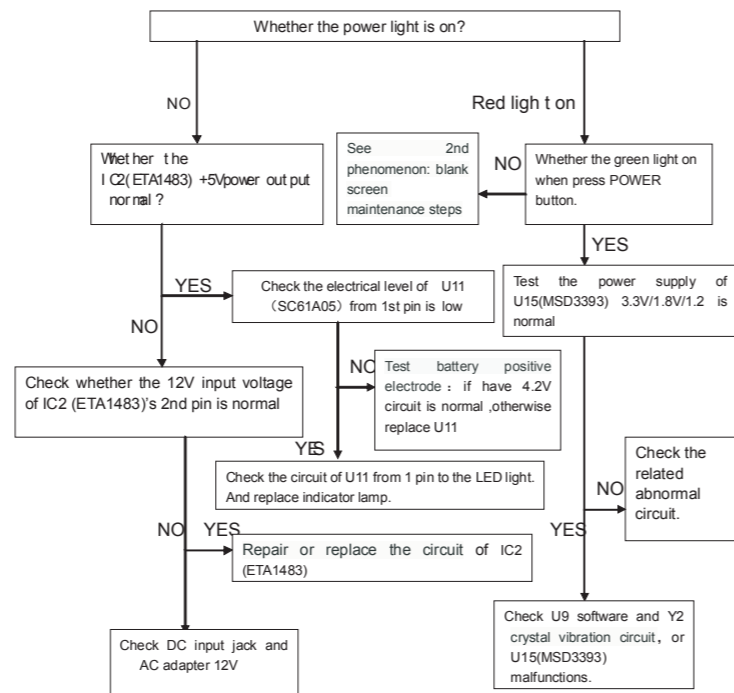 Whether the power light is on?
NO
Red ligh t on
Whether the
I C2( ETA1483) +5Vpower out put
normal ?
See 2nd
phenomenon: blank
screen
maintenance steps
NO
Whether the green light on
when press POWER
button.
YES
YES
Check the electrical level of U11
（SC61A05）from 1st pin is low
Test the power supply of
U15(MSD3393) 3.3V/1.8V/1.2 is
normal
NO
Check whether the 12V input voltage
of IC2 (ETA1483)'s 2nd pin is normal
NO
Test battery positive
electrode：if have 4.2V
circuit is normal ,otherwise
replace U11
YES
Check the circuit of U11 from 1 pin to the LED light.
And replace indicator lamp.
Check the
related
abnormal
circuit.
NO
YES
NO
YES
Repair or replace the circuit of IC2
(ETA1483)
Check DC input jack and
AC adapter 12V
Check U9 software and Y2
crystal vibration circuit，or
U15(MSD3393)
malfunctions.